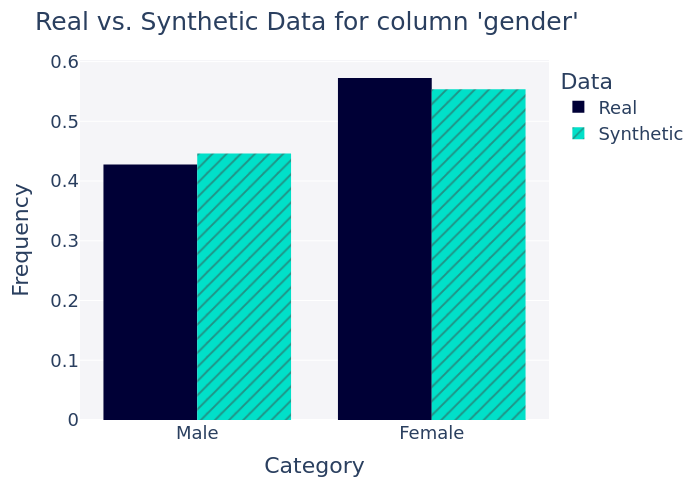 Real vs. Synthetic Data for column 'gender'
Data
Real
Synthetic
Frequency
0.6
0.5
0.4
0.3
0.2
0.1
0
Male Female
Category